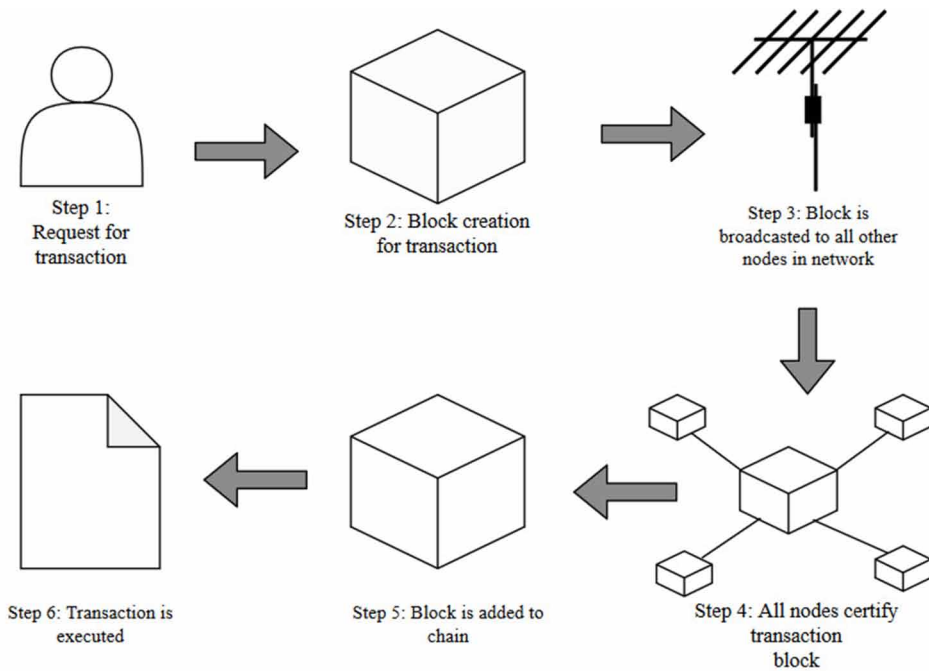 Step 1:
Request for
transaction
Step 2: Block creation
for transaction
Step 3: Block is
broadcasted to all other
nodes in network
Step 4: All nodes certify
transaction
block
Step 5: Block is added to
chain
Step 6: Transaction is
executed